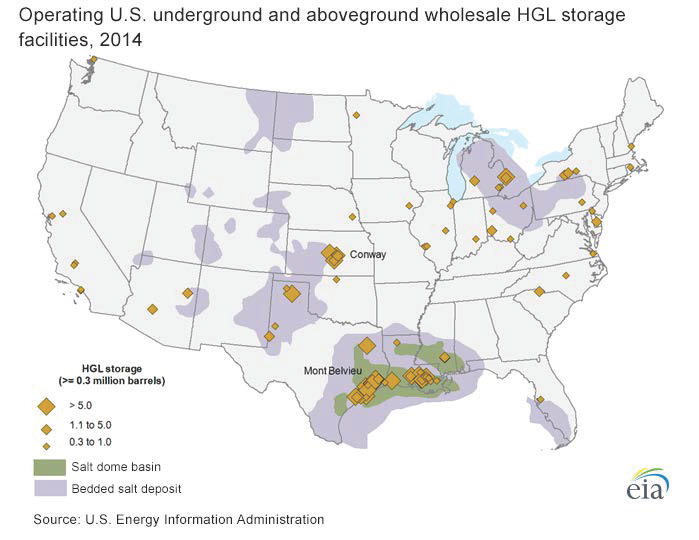 Operating U.S. underground and aboveground wholesale HGL storage
facilities, 2014
Conway
Mont Belvieu
HGL storage
(>= 0.3 million barrels)
> 5.0
1.1 to 5.0
0.3 to 1.0
Salt dome basin
Bedded salt deposit
eia
Source: U.S. Energy Information Administration